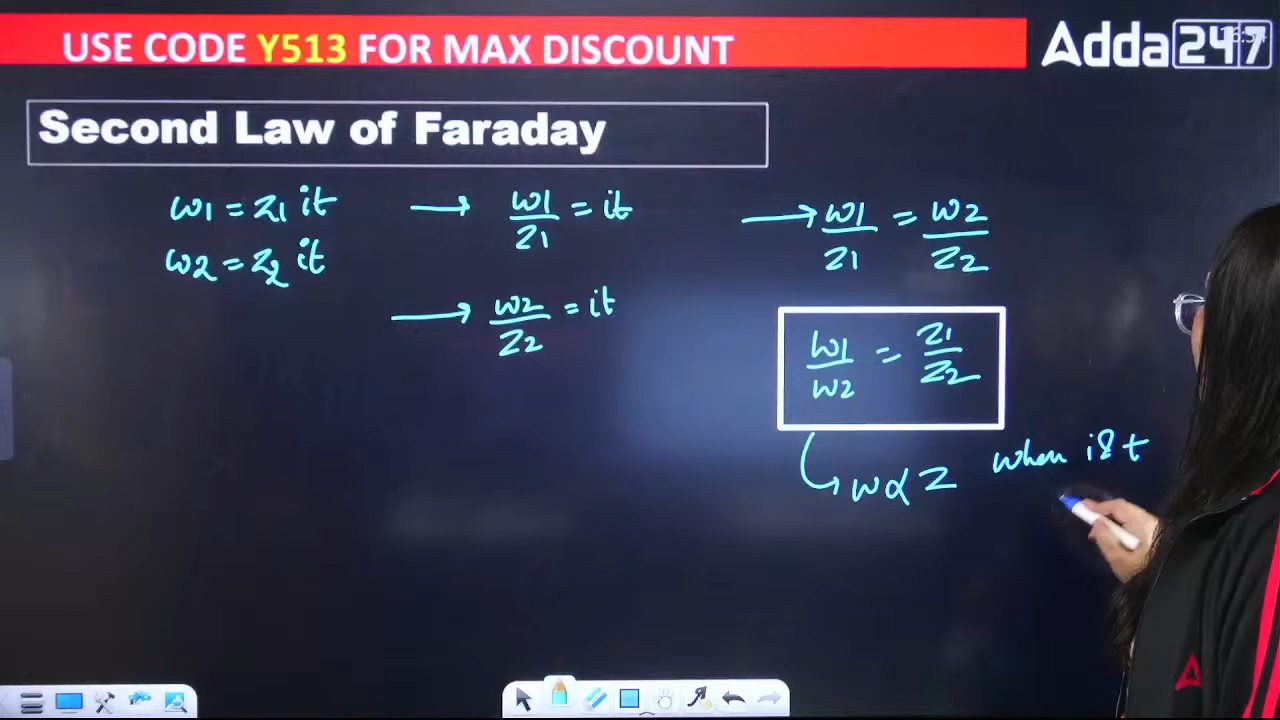 USE CODE Y513 FOR MAX DISCOUNT
Adda247
Second Law of Faraday
w1 = Z1 it → w1/Z1 = it → w1/Z1 = w2/Z2
w2 = Z2 it
→ w2/Z2 = it
w1/w2 = Z1/Z2
↳ w α Z when i & t